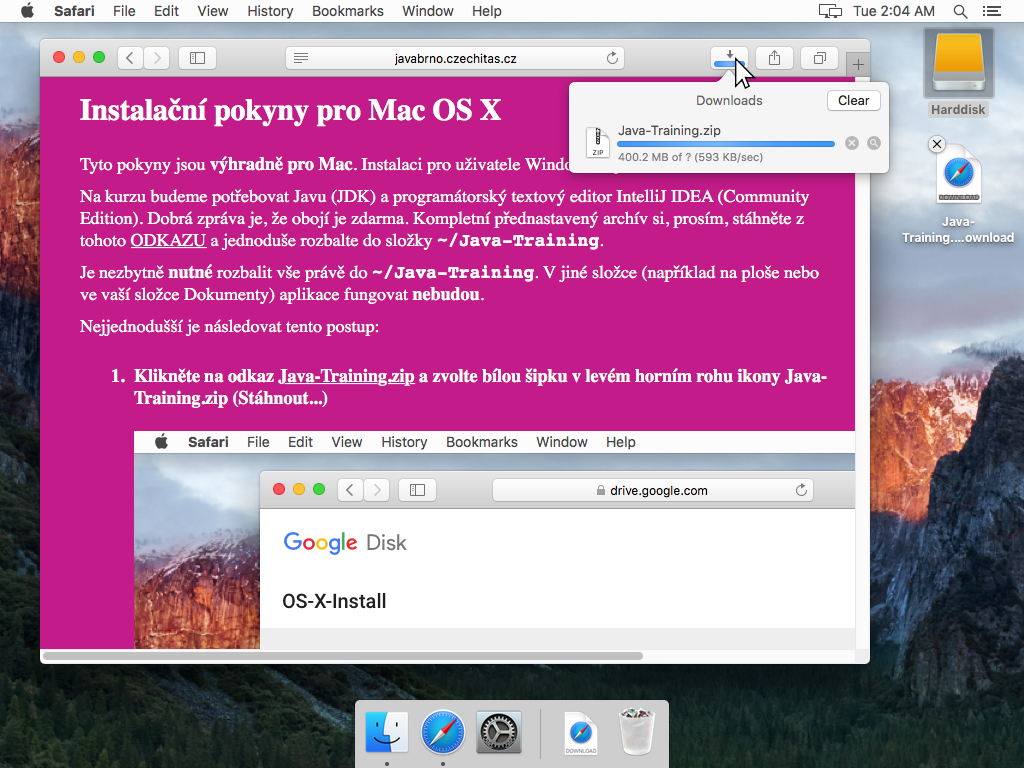 Safari File Edit View History Bookmarks Window Help Tue 2:04 AM
javabrno.czechitas.cz
Downloads Clear
Java-Training.zip
400.2 MB of ? (593 KB/sec)
ZIP
Harddisk
DOWNLOAD
Java-
Training....ownload
Instalační pokyny pro Mac OS X
Tyto pokyny jsou výhradně pro Mac. Instalaci pro uživatele Windo
Na kurzu budeme potřebovat Javu (JDK) a programátorský textový editor IntelliJ IDEA (Community
Edition). Dobrá zpráva je, že obojí je zdarma. Kompletní přednastavený archív si, prosím, stáhněte z
tohoto ODKAZU a jednoduše rozbalte do složky ~/Java-Training.
Je nezbytně nutné rozbalit vše právě do ~/Java-Training. V jiné složce (například na ploše nebo
ve vaší složce Dokumenty) aplikace fungovat nebudou.
Nejjednodušší je následovat tento postup:
1. Klikněte na odkaz Java-Training.zip a zvolte bílou šipku v levém horním rohu ikony Java-
Training.zip (Stáhnout...)
Safari File Edit View History Bookmarks Window Help
drive.google.com
Google Disk
OS-X-Install
DOWNLOAD